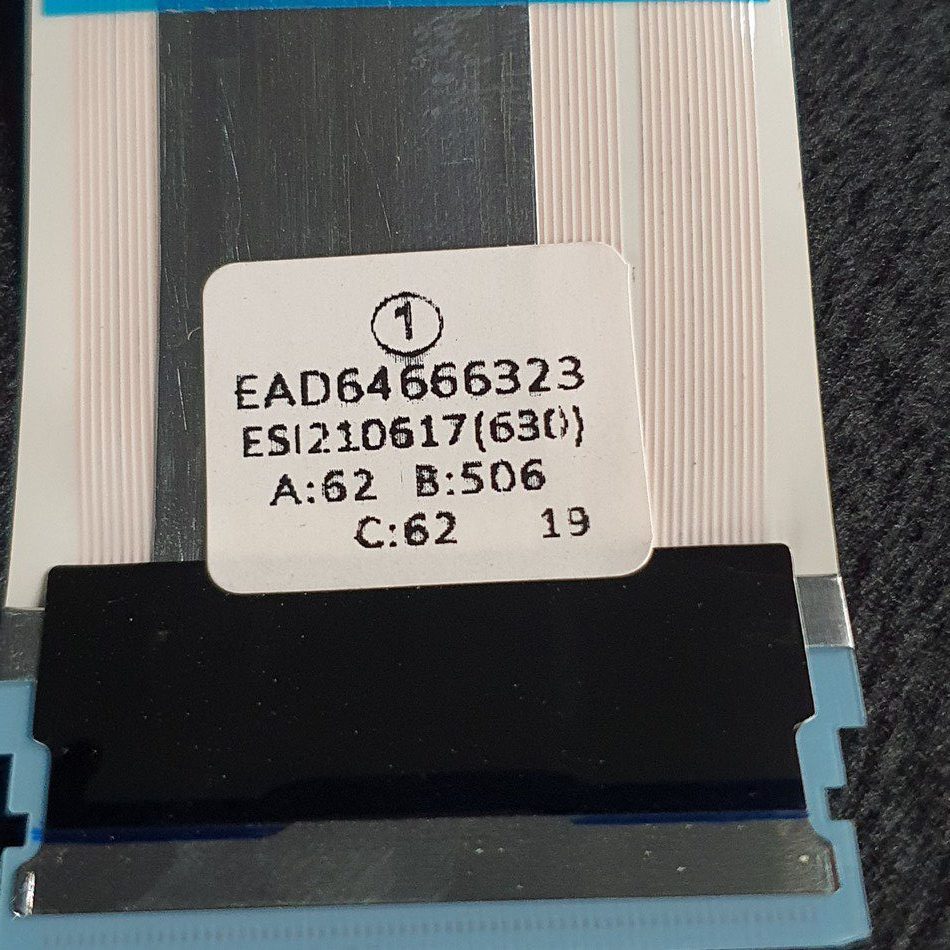 1
EAD64666323
ESI210617(630)
A:62 B:506
C:62 19